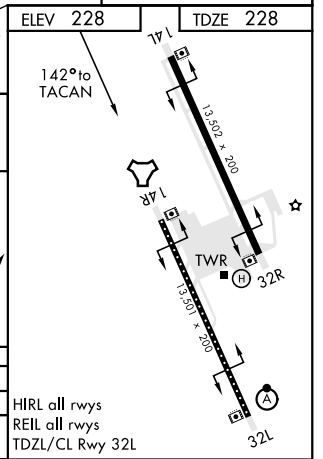 ELEV 228
TDZE 228
142° to
TACAN
14L
13,502 x 200
14R
TWR
H
32R
13,501 x 200
A
HIRL all rwys
REIL all rwys
TDZL/CL Rwy 32L
32L